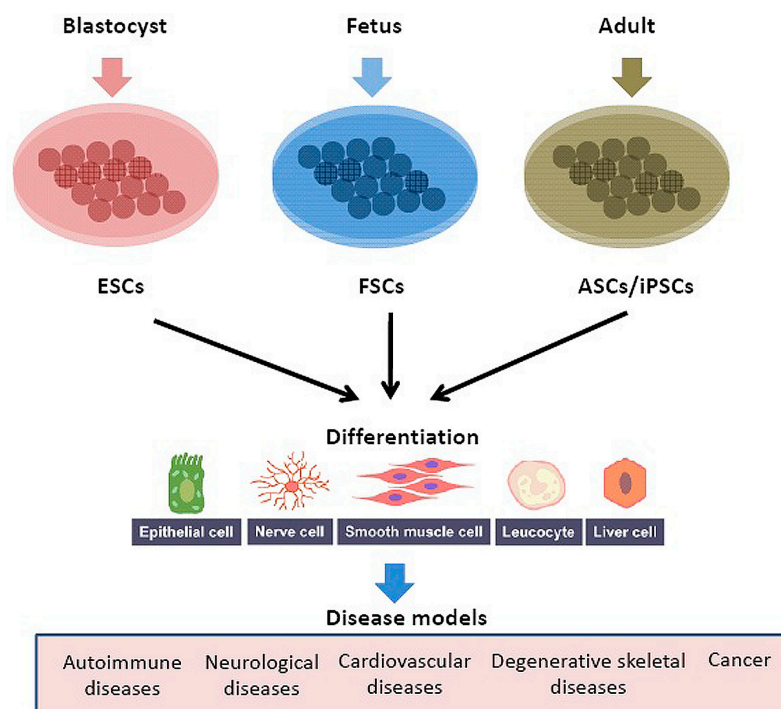 Blastocyst Fetus Adult
ESCs FSCs ASCs/iPSCs
Differentiation
Epithelial cell Nerve cell Smooth muscle cell Leucocyte Liver cell
Disease models
Autoimmune diseases
Neurological diseases
Cardiovascular diseases
Degenerative skeletal diseases
Cancer